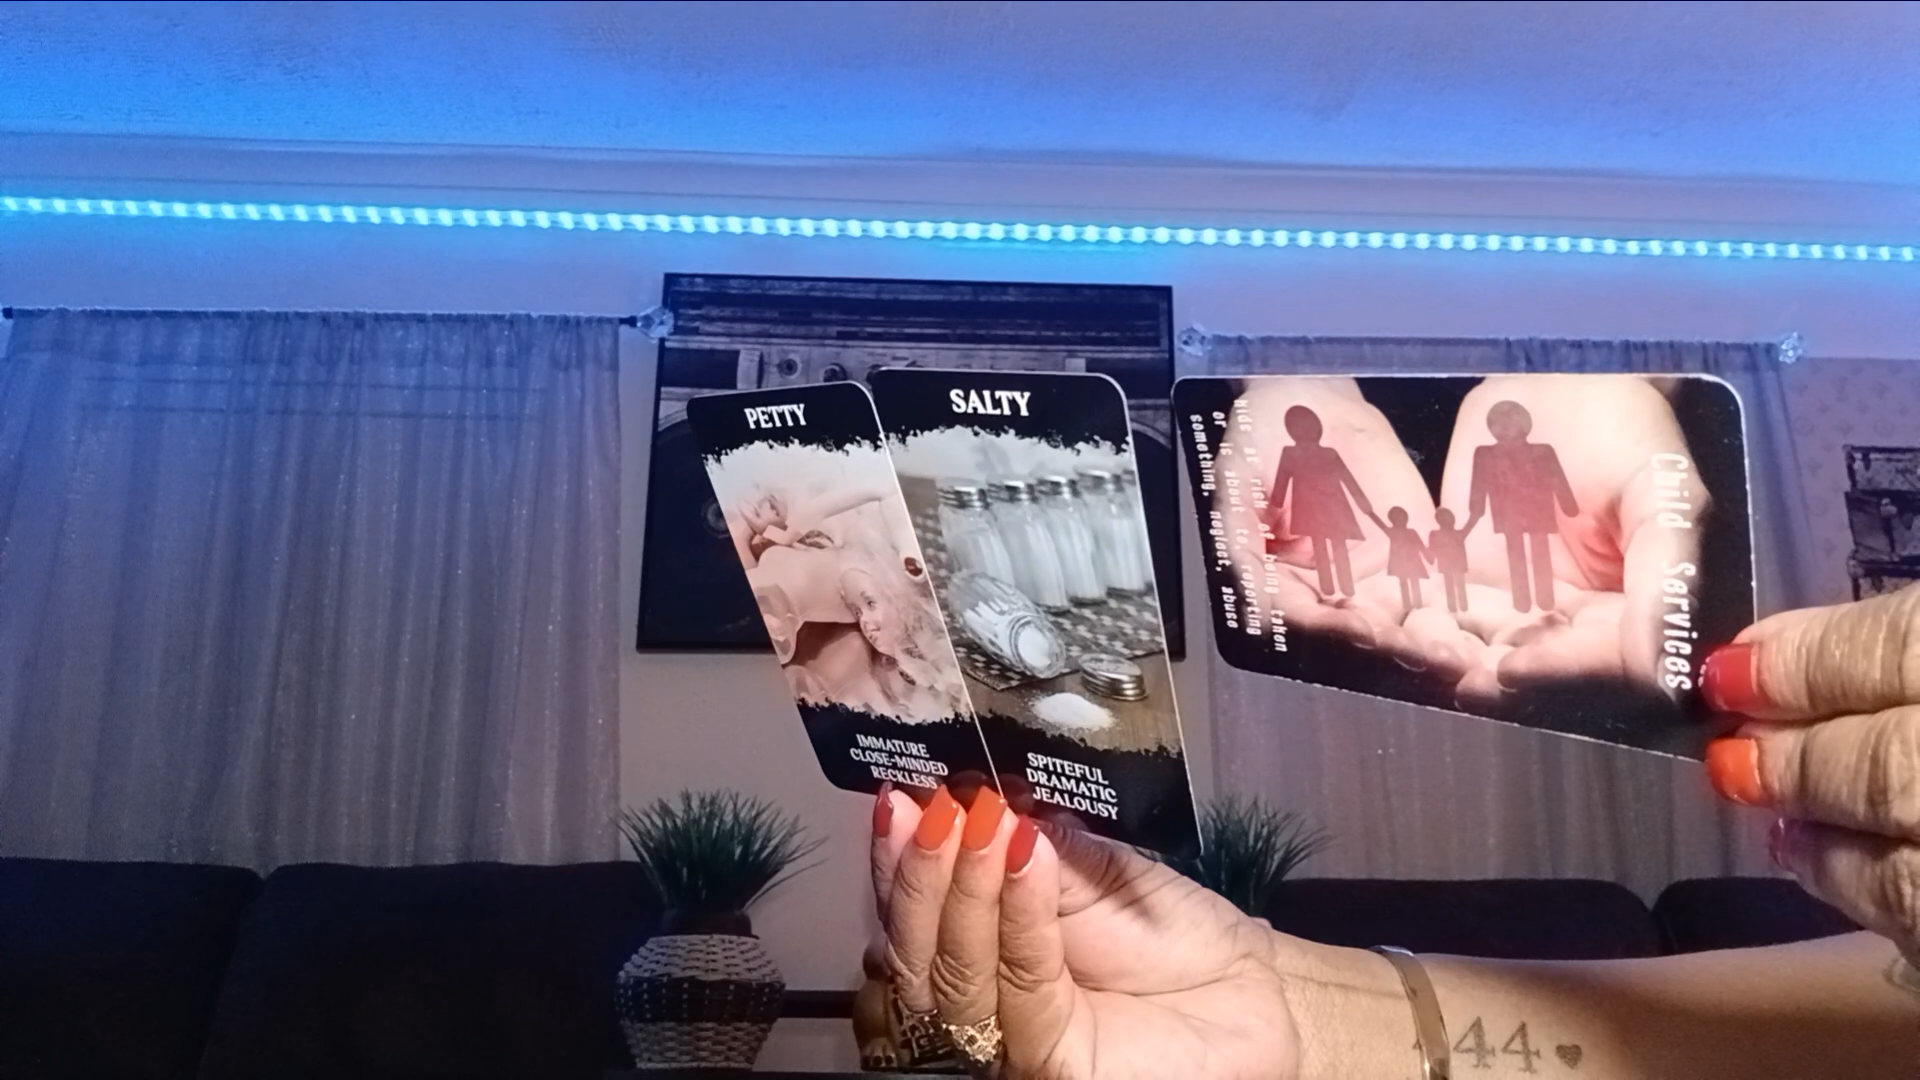 PETTY
IMMATURE
CLOSE-MINDED
RECKLESS
SALTY
SPITEFUL
DRAMATIC
JEALOUSY
Child Services
Kids at risk of being taken
or is about to, reporting
something, neglect, abuse
444